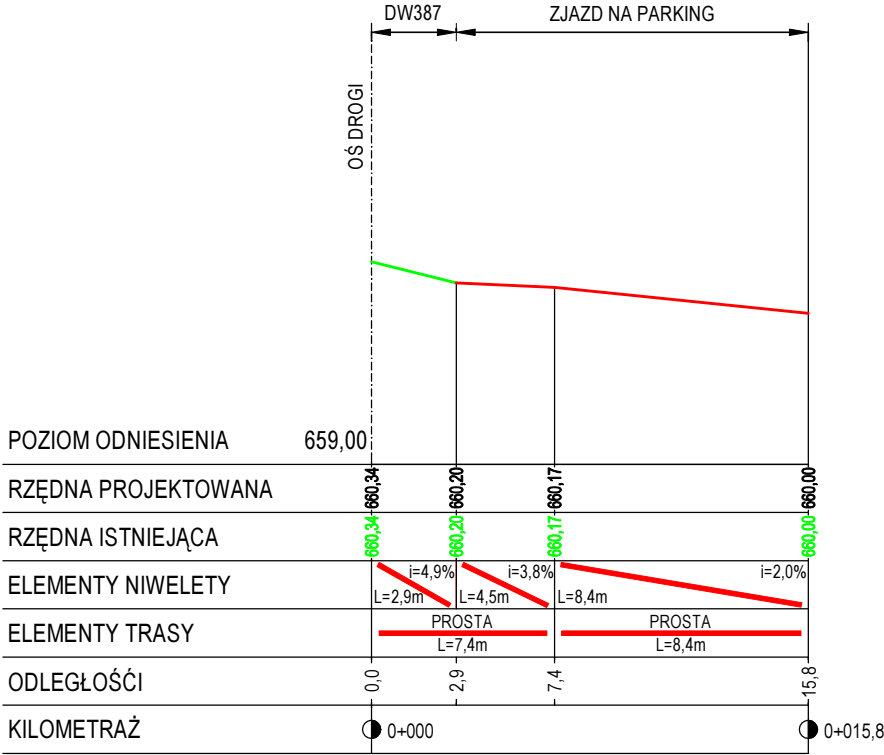 DW387 ZJAZD NA PARKING
OŚ DROGI
POZIOM ODNIESIENIA 659,00
RZĘDNA PROJEKTOWANA 660,34 660,20 660,17 660,00
RZĘDNA ISTNIEJĄCA 660,34 660,20 660,17 660,00
ELEMENTY NIWELETY L=2,9m i=4,9% L=4,5m i=3,8% L=8,4m i=2,0%
ELEMENTY TRASY PROSTA L=7,4m PROSTA L=8,4m
ODLEGŁOŚĆI 0,0 2,9 7,4 15,8
KILOMETRAŻ 0+000 0+015,8